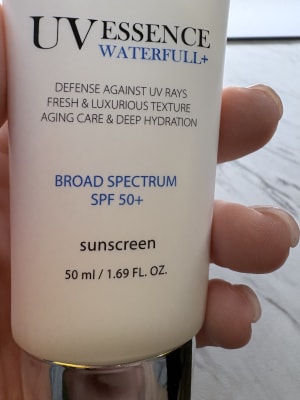 UV ESSENCE
WATERFULL+
DEFENSE AGAINST UV RAYS
FRESH & LUXURIOUS TEXTURE
AGING CARE & DEEP HYDRATION
BROAD SPECTRUM
SPF 50+
sunscreen
50 ml / 1.69 FL. OZ.